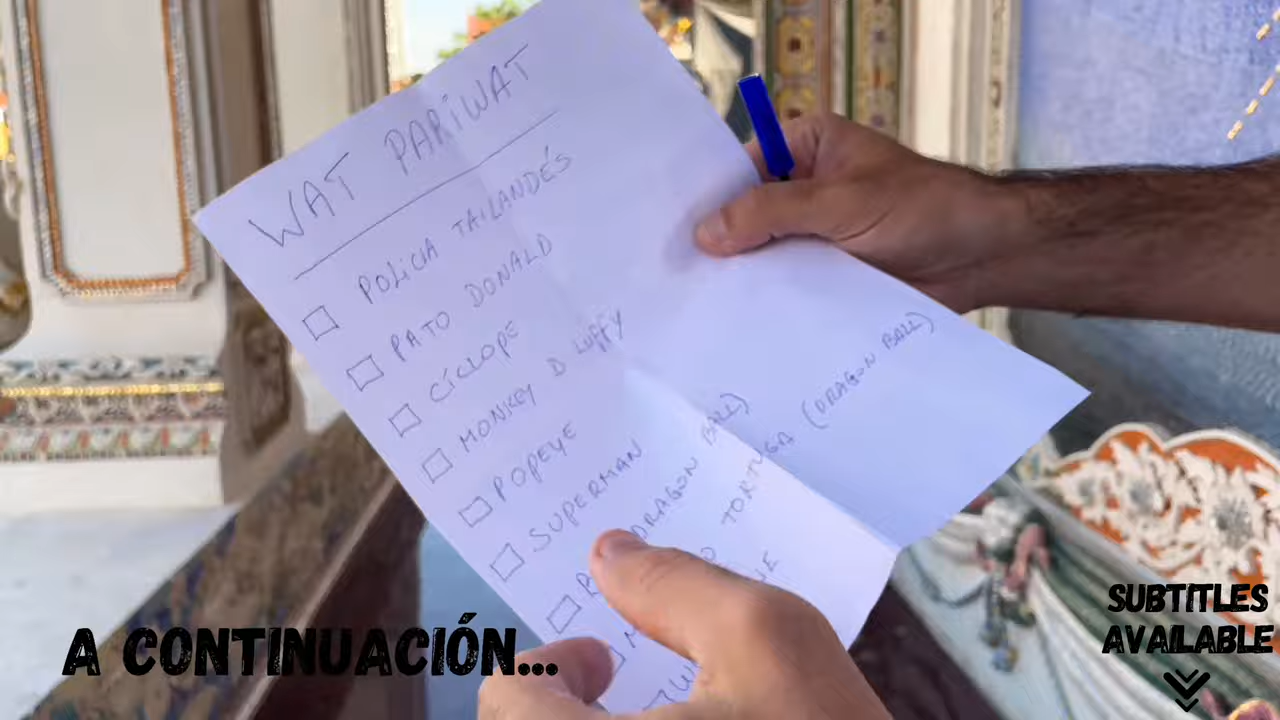 WAT PARIWAT
POLICIA TAILANDÉS
PATO DONALD
CÍCLOPE
MONKEY D LUFFY
POPEYE
SUPERMAN
DRAGON BALL)
TORTUGA (DRAGON BALL)
A CONTINUACIÓN...
SUBTITLES
AVAILABLE